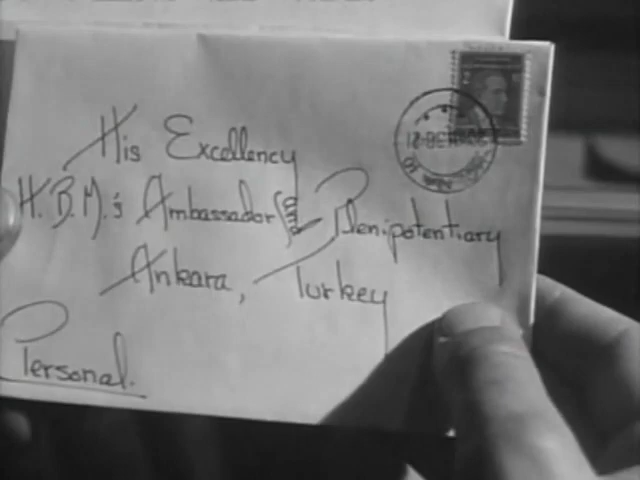 His Excellency
H.B.M.'s Ambassador and Plenipotentiary
Ankara, Turkey
Personal.